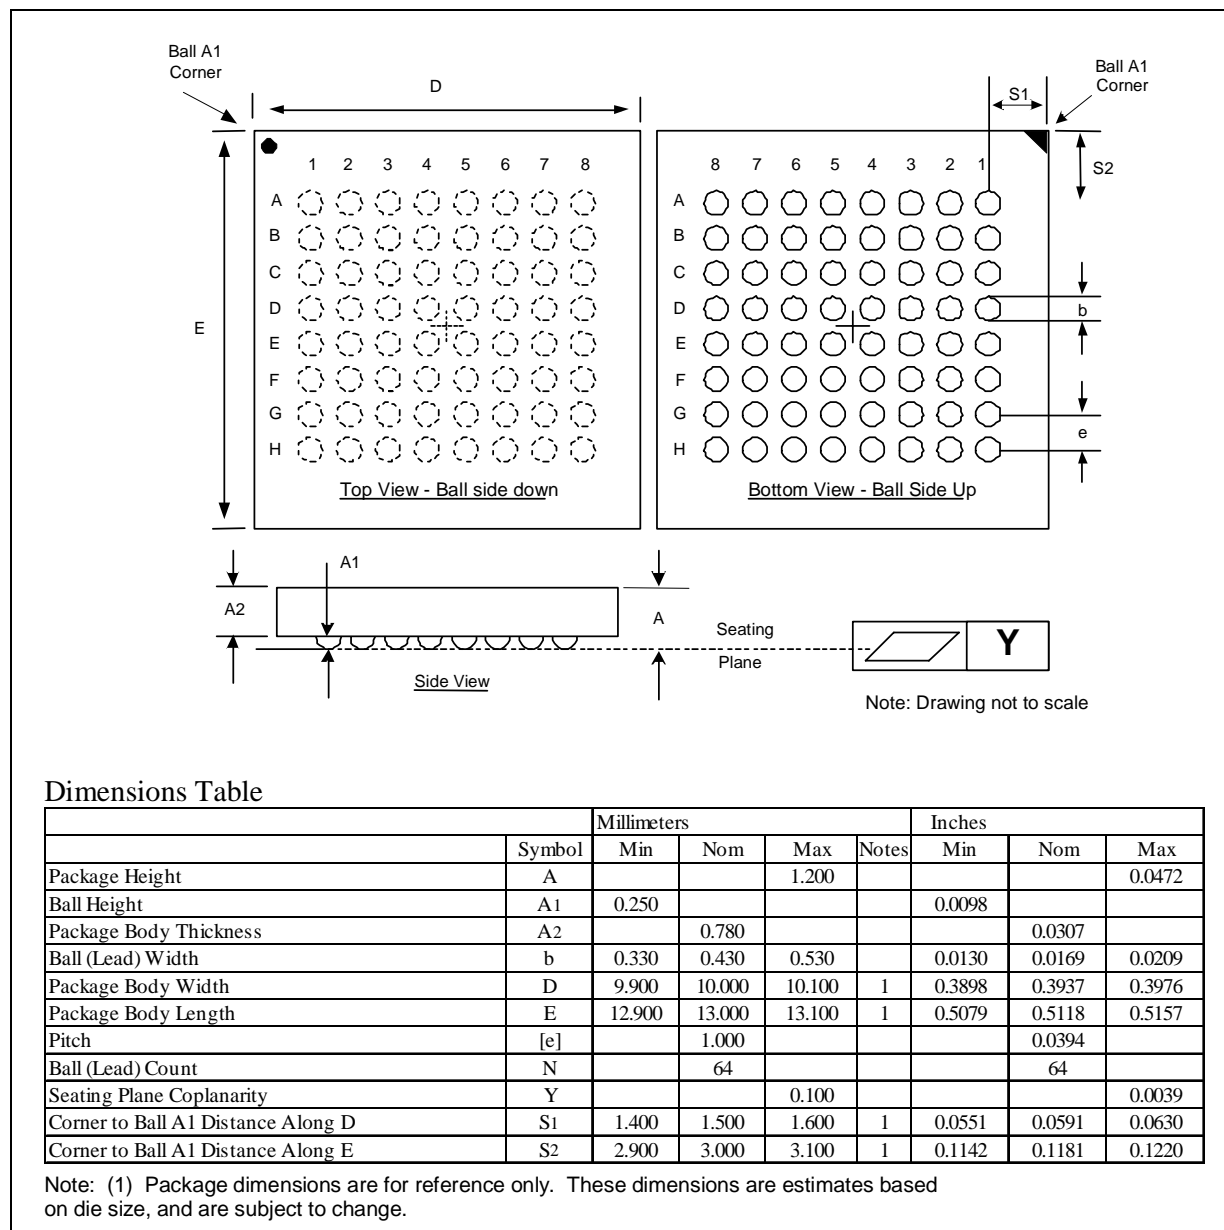 Ball A1
Corner
D
S1
Ball A1
Corner
1 2 3 4 5 6 7 8
8 7 6 5 4 3 2 1
S2
A
B
C
D
E
F
G
H
A
B
C
D
E
F
G
H
E
b
e
Top View - Ball side down
Bottom View - Ball Side Up
A1
A2
A
Seating
Plane
Y
Side View
Note: Drawing not to scale
Dimensions Table
Millimeters Inches
Symbol Min Nom Max Notes Min Nom Max
Package Height A 1.200 0.0472
Ball Height A1 0.250 0.0098
Package Body Thickness A2 0.780 0.0307
Ball (Lead) Width b 0.330 0.430 0.530 0.0130 0.0169 0.0209
Package Body Width D 9.900 10.000 10.100 1 0.3898 0.3937 0.3976
Package Body Length E 12.900 13.000 13.100 1 0.5079 0.5118 0.5157
Pitch [e] 1.000 0.0394
Ball (Lead) Count N 64 64
Seating Plane Coplanarity Y 0.100 0.0039
Corner to Ball A1 Distance Along D S1 1.400 1.500 1.600 1 0.0551 0.0591 0.0630
Corner to Ball A1 Distance Along E S2 2.900 3.000 3.100 1 0.1142 0.1181 0.1220
Note: (1) Package dimensions are for reference only. These dimensions are estimates based
on die size, and are subject to change.